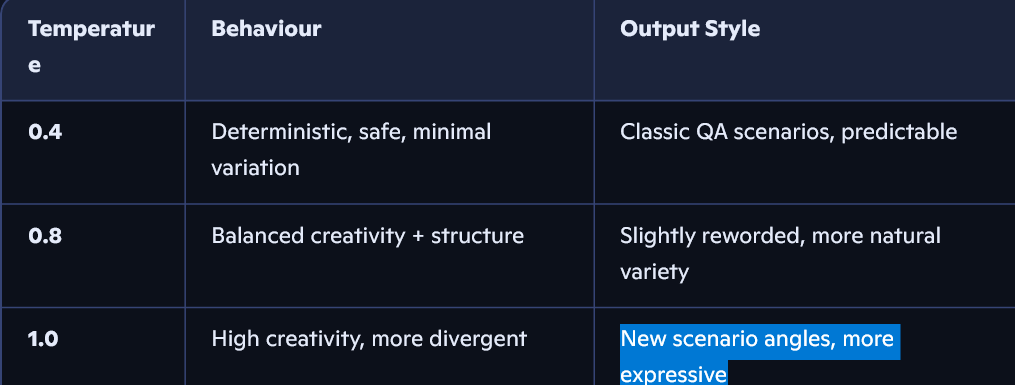 Temperatur
e
Behaviour
Output Style
0.4
Deterministic, safe, minimal
variation
Classic QA scenarios, predictable
0.8
Balanced creativity + structure
Slightly reworded, more natural
variety
1.0
High creativity, more divergent
New scenario angles, more
expressive